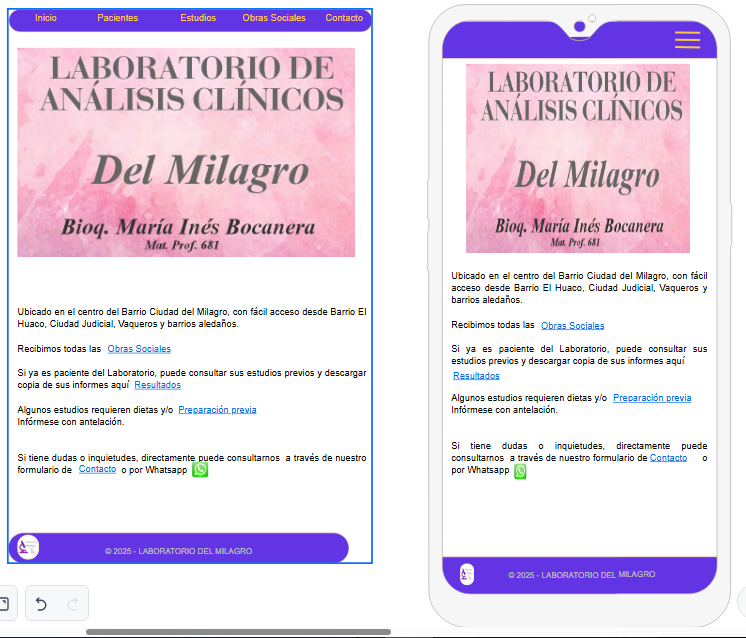 Inicio Pacientes Estudios Obras Sociales Contacto
LABORATORIO DE
ANÁLISIS CLÍNICOS
Del Milagro
Bioq. María Inés Bocanera
Mat. Prof. 681
Ubicado en el centro del Barrio Ciudad del Milagro, con fácil acceso desde Barrio El
Huaco, Ciudad Judicial, Vaqueros y barrios aledaños.
Recibimos todas las Obras Sociales
Si ya es paciente del Laboratorio, puede consultar sus estudios previos y descargar
copia de sus informes aquí Resultados
Algunos estudios requieren dietas y/o Preparación previa
Infórmese con antelación.
Si tiene dudas o inquietudes, directamente puede consultarnos a través de nuestro
formulario de Contacto o por Whatsapp
© 2025 - LABORATORIO DEL MILAGRO
LABORATORIO DE
ANÁLISIS CLÍNICOS
Del Milagro
Bioq. María Inés Bocanera
Mat. Prof. 681
Ubicado en el centro del Barrio Ciudad del Milagro, con fácil
acceso desde Barrio El Huaco, Ciudad Judicial, Vaqueros y
barrios aledaños.
Recibimos todas las Obras Sociales
Si ya es paciente del Laboratorio, puede consultar sus
estudios previos y descargar copia de sus informes aquí
Resultados
Algunos estudios requieren dietas y/o Preparación previa
Infórmese con antelación.
Si tiene dudas o inquietudes, directamente puede
consultarnos a través de nuestro formulario de Contacto o
por Whatsapp
© 2025 - LABORATORIO DEL MILAGRO